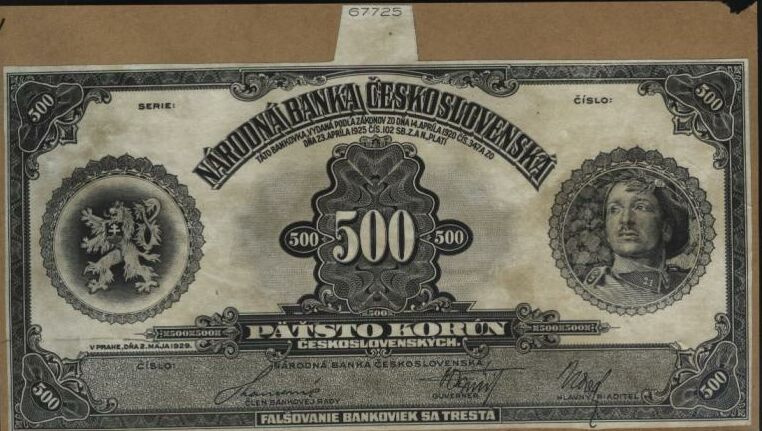 67725
500
500
SERIE:
ČÍSLO:
NÁRODNÁ BANKA ČESKOSLOVENSKÁ
TÁTO BANKOVKA, VYDANÁ PODĽA ZÁKONOV ZO DŇA 14. APRÍLA 1920 ČÍS. 347 A ZO
DŇA 23. APRÍLA 1925 ČÍS. 102 SB. Z. A N., PLATÍ
500 500 500
500
PÄŤSTO KORÚN
ČESKOSLOVENSKÝCH.
V PRAHE, DŇA 2. MÁJA 1929.
ČÍSLO:
NÁRODNÁ BANKA ČESKOSLOVENSKÁ
ČLEN BANKOVEJ RADY
GUVERNÉR
HLAVNÝ RIADITEĽ
500
500
FALŠOVANIE BANKOVIEK SA TRESTÁ